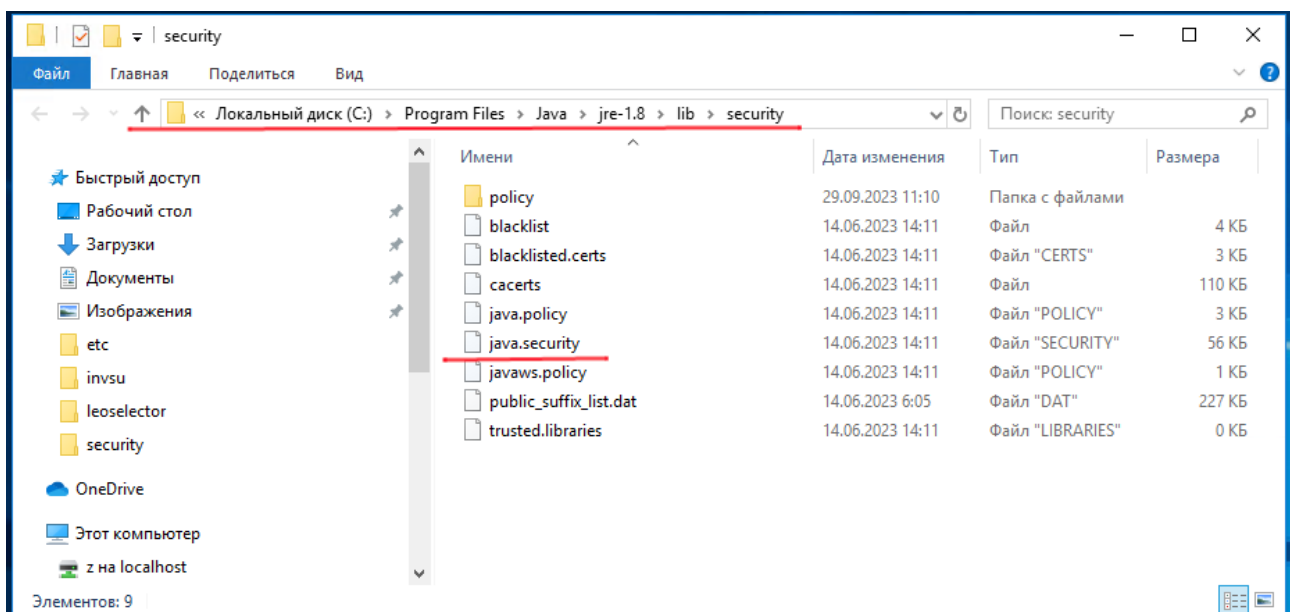 security
Файл Главная Поделиться Вид
« Локальный диск (C:) > Program Files > Java > jre-1.8 > lib > security
Поиск: security
Быстрый доступ
Рабочий стол
Загрузки
Документы
Изображения
etc
invsu
leoselector
security
OneDrive
Этот компьютер
z на localhost
Имени Дата изменения Тип Размера
policy 29.09.2023 11:10 Папка с файлами
blacklist 14.06.2023 14:11 Файл 4 КБ
blacklisted.certs 14.06.2023 14:11 Файл "CERTS" 3 КБ
cacerts 14.06.2023 14:11 Файл 110 КБ
java.policy 14.06.2023 14:11 Файл "POLICY" 3 КБ
java.security 14.06.2023 14:11 Файл "SECURITY" 56 КБ
javaws.policy 14.06.2023 14:11 Файл "POLICY" 1 КБ
public_suffix_list.dat 14.06.2023 6:05 Файл "DAT" 227 КБ
trusted.libraries 14.06.2023 14:11 Файл "LIBRARIES" 0 КБ
Элементов: 9